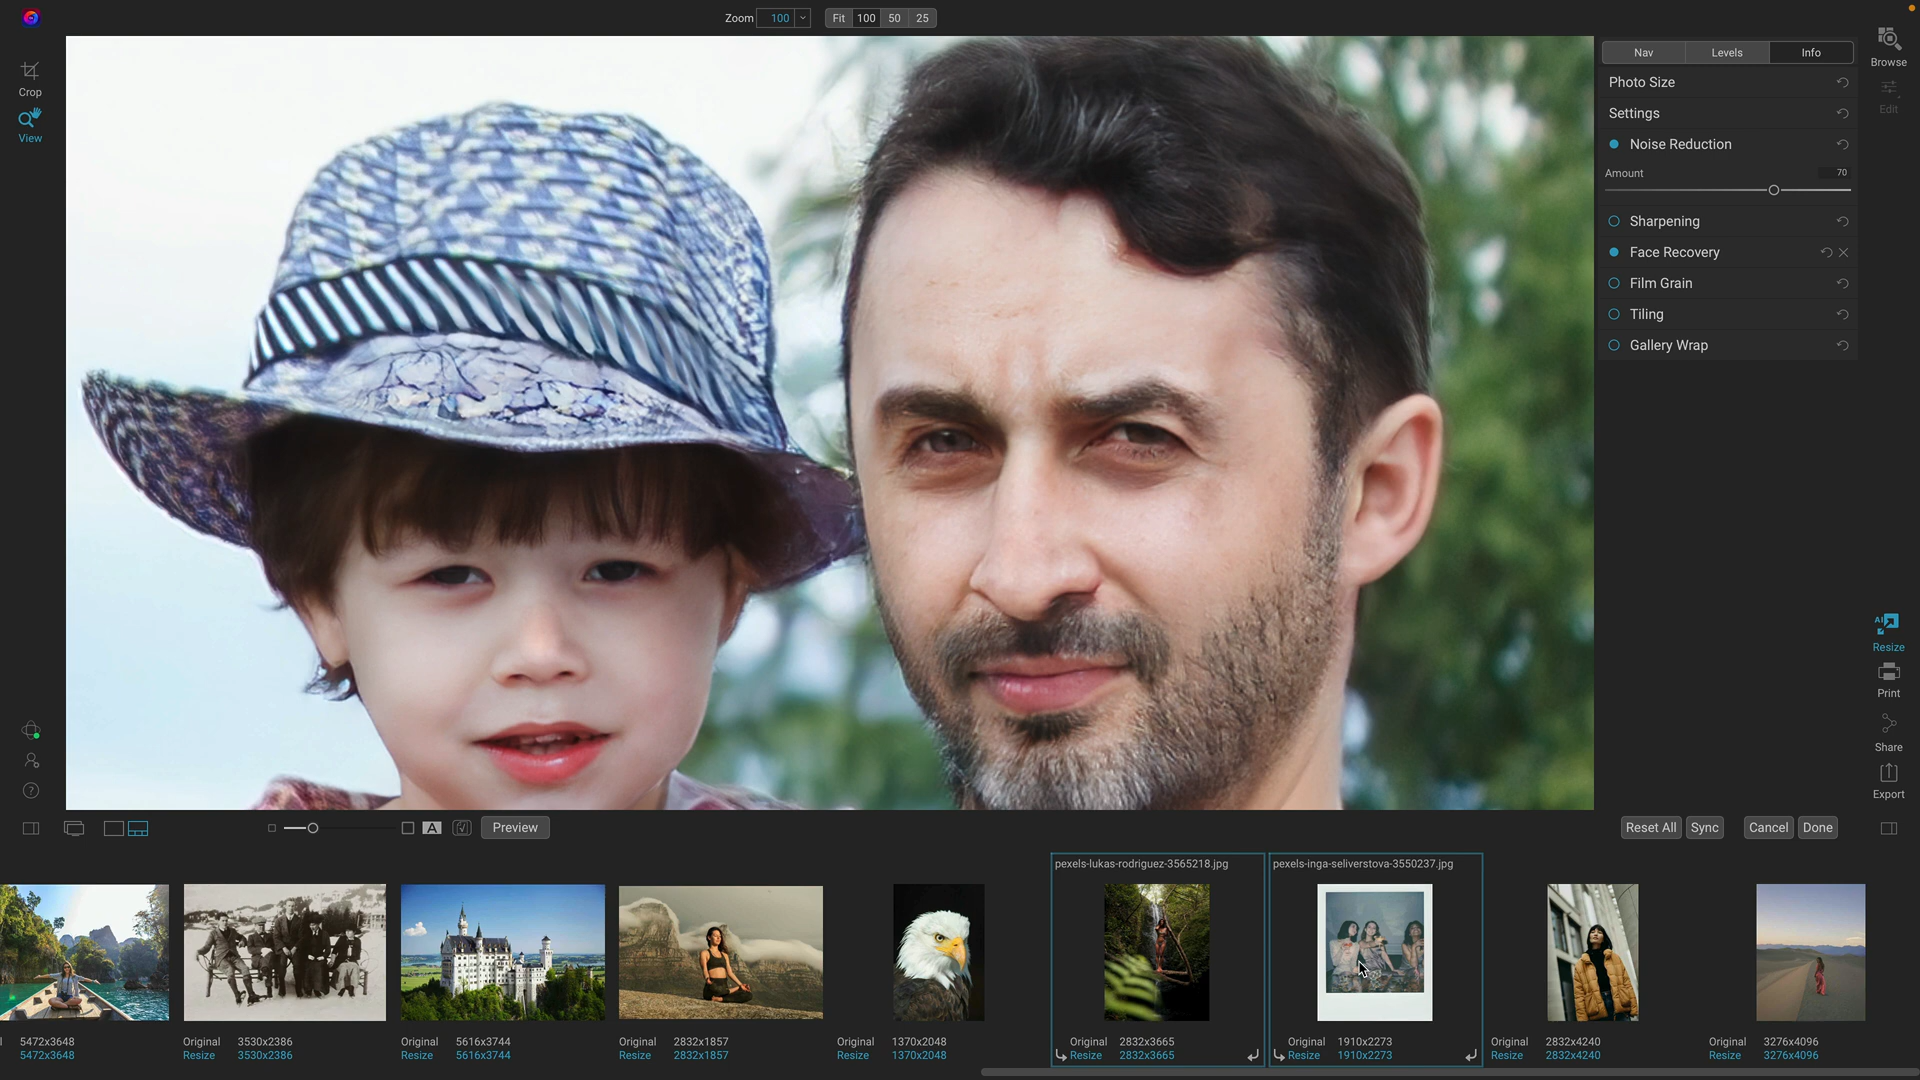 Zoom 100 Fit 100 50 25
Crop
View
Nav Levels Info
Photo Size
Settings
Noise Reduction
Amount 70
Sharpening
Face Recovery
Film Grain
Tiling
Gallery Wrap
Browse
Edit
AI
Resize
Print
Share
Export
?
A Preview
Reset All Sync Cancel Done
pexels-lukas-rodriguez-3565218.jpg pexels-inga-seliverstova-3550237.jpg
l 5472x3648 Original 3530x2386 Original 5616x3744 Original 2832x1857 Original 1370x2048 Original 2832x3665 Original 1910x2273 Original 2832x4240 Original 3276x4096
5472x3648 Resize 3530x2386 Resize 5616x3744 Resize 2832x1857 Resize 1370x2048 Resize 2832x3665 Resize 1910x2273 Resize 2832x4240 Resize 3276x4096